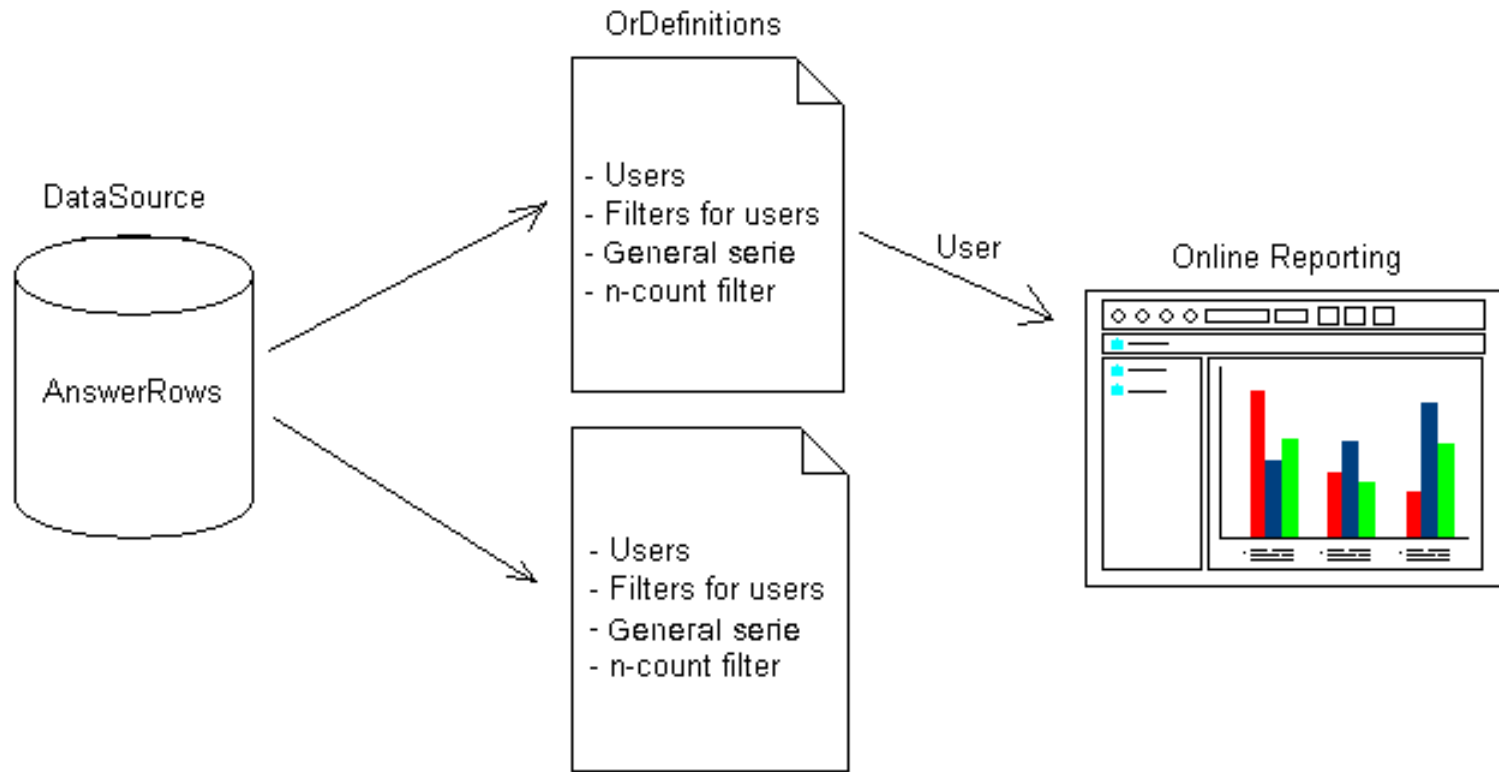 OrDefinitions
DataSource
AnswerRows
- Users
- Filters for users
- General serie
- n-count filter
User
Online Reporting
- Users
- Filters for users
- General serie
- n-count filter